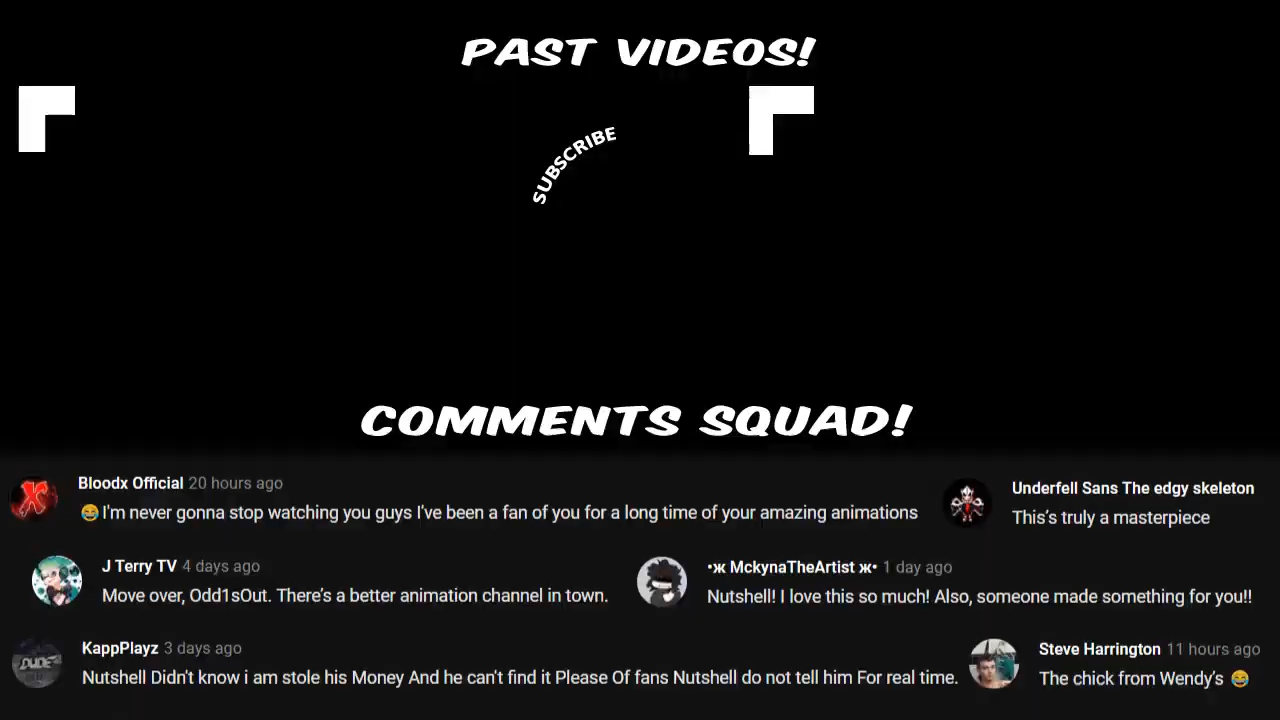 PAST VIDEOS!
SUBSCRIBE
COMMENTS SQUAD!
Bloodx Official 20 hours ago
😂I'm never gonna stop watching you guys I've been a fan of you for a long time of your amazing animations
Underfell Sans The edgy skeleton
This's truly a masterpiece
J Terry TV 4 days ago
Move over, Odd1sOut. There's a better animation channel in town.
•ж MckynaTheArtist ж• 1 day ago
Nutshell! I love this so much! Also, someone made something for you!!
KappPlayz 3 days ago
Nutshell Didn't know i am stole his Money And he can't find it Please Of fans Nutshell do not tell him For real time.
Steve Harrington 11 hours ago
The chick from Wendy's 😂